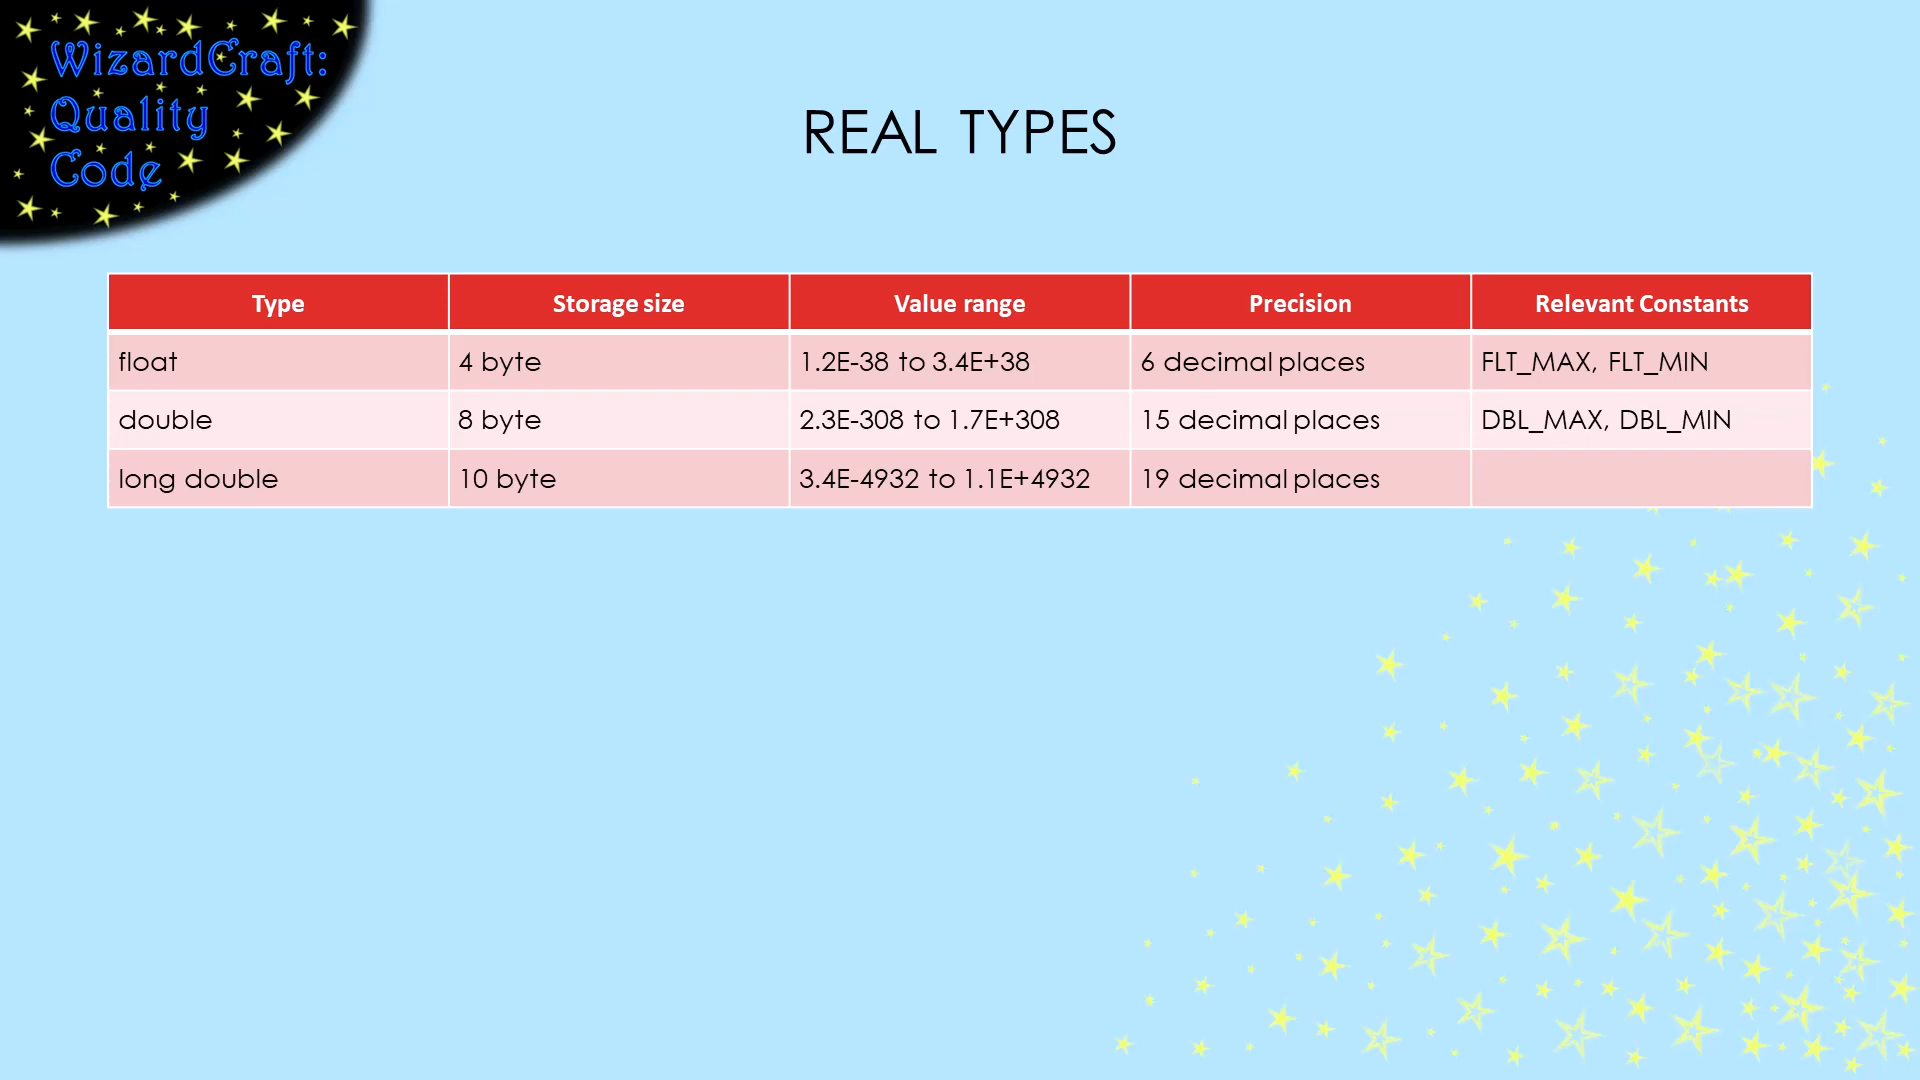 WizardCraft:
Quality
Code
REAL TYPES
Type Storage size Value range Precision Relevant Constants
float 4 byte 1.2E-38 to 3.4E+38 6 decimal places FLT_MAX, FLT_MIN
double 8 byte 2.3E-308 to 1.7E+308 15 decimal places DBL_MAX, DBL_MIN
long double 10 byte 3.4E-4932 to 1.1E+4932 19 decimal places